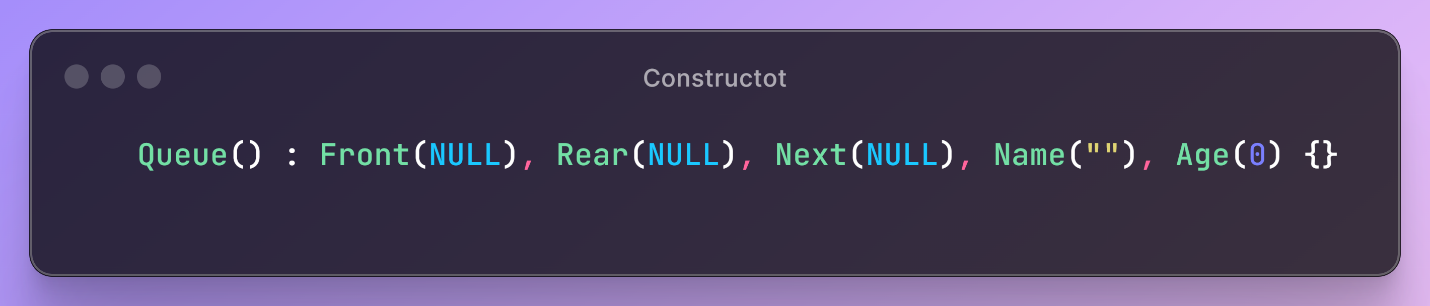 Constructot
Queue() : Front(NULL), Rear(NULL), Next(NULL), Name(""), Age(0) {}